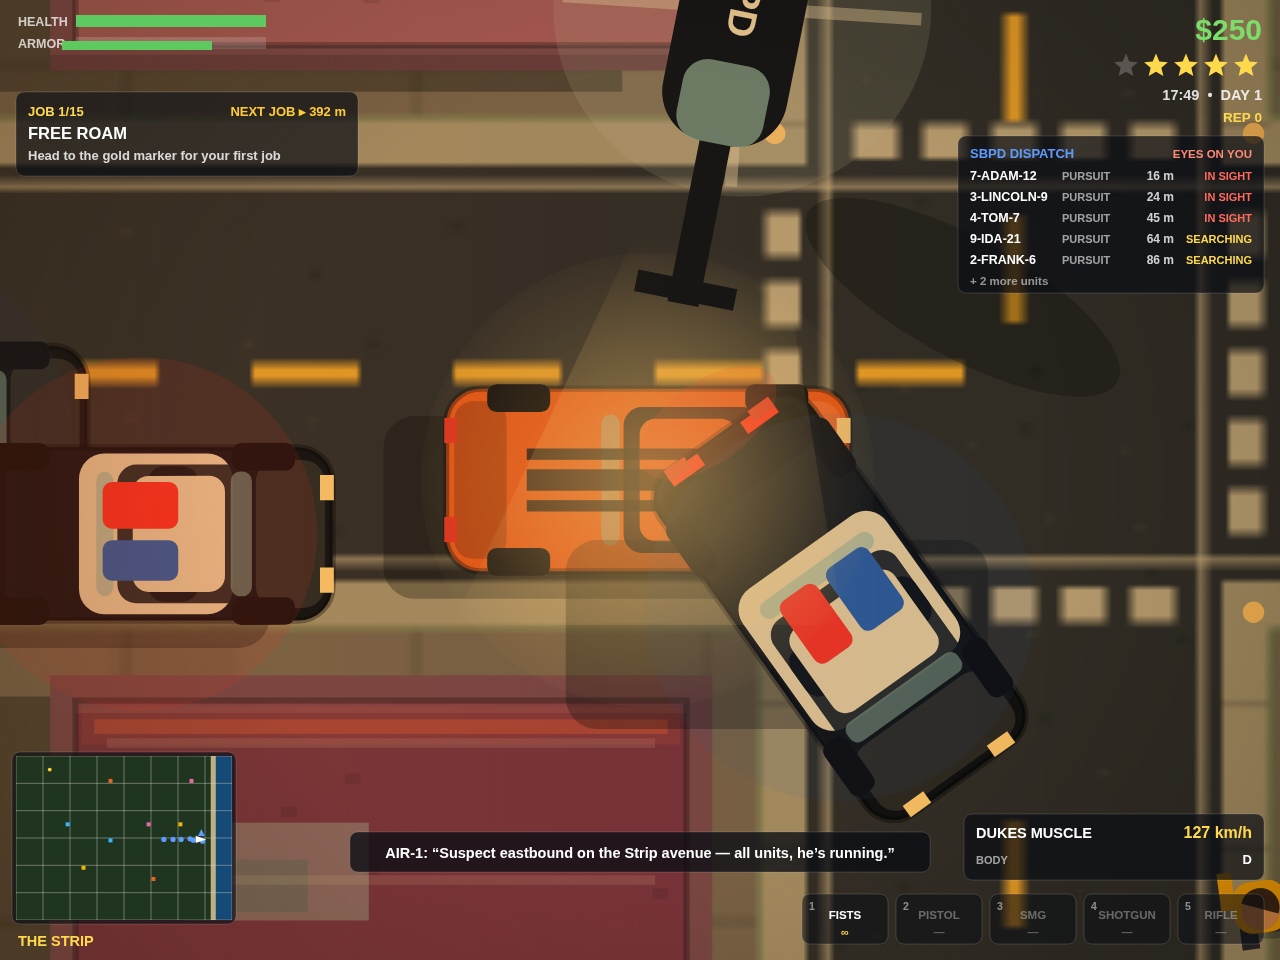 HEALTH
ARMOR
JOB 1/15 NEXT JOB ▸ 392 m
FREE ROAM
Head to the gold marker for your first job
PD
$250
17:49 • DAY 1
REP 0
SBPD DISPATCH EYES ON YOU
7-ADAM-12 PURSUIT 16 m IN SIGHT
3-LINCOLN-9 PURSUIT 24 m IN SIGHT
4-TOM-7 PURSUIT 45 m IN SIGHT
9-IDA-21 PURSUIT 64 m SEARCHING
2-FRANK-6 PURSUIT 86 m SEARCHING
+ 2 more units
AIR-1: “Suspect eastbound on the Strip avenue — all units, he’s running.”
DUKES MUSCLE 127 km/h
BODY D
1 FISTS ∞
2 PISTOL —
3 SMG —
4 SHOTGUN —
5 RIFLE —
THE STRIP